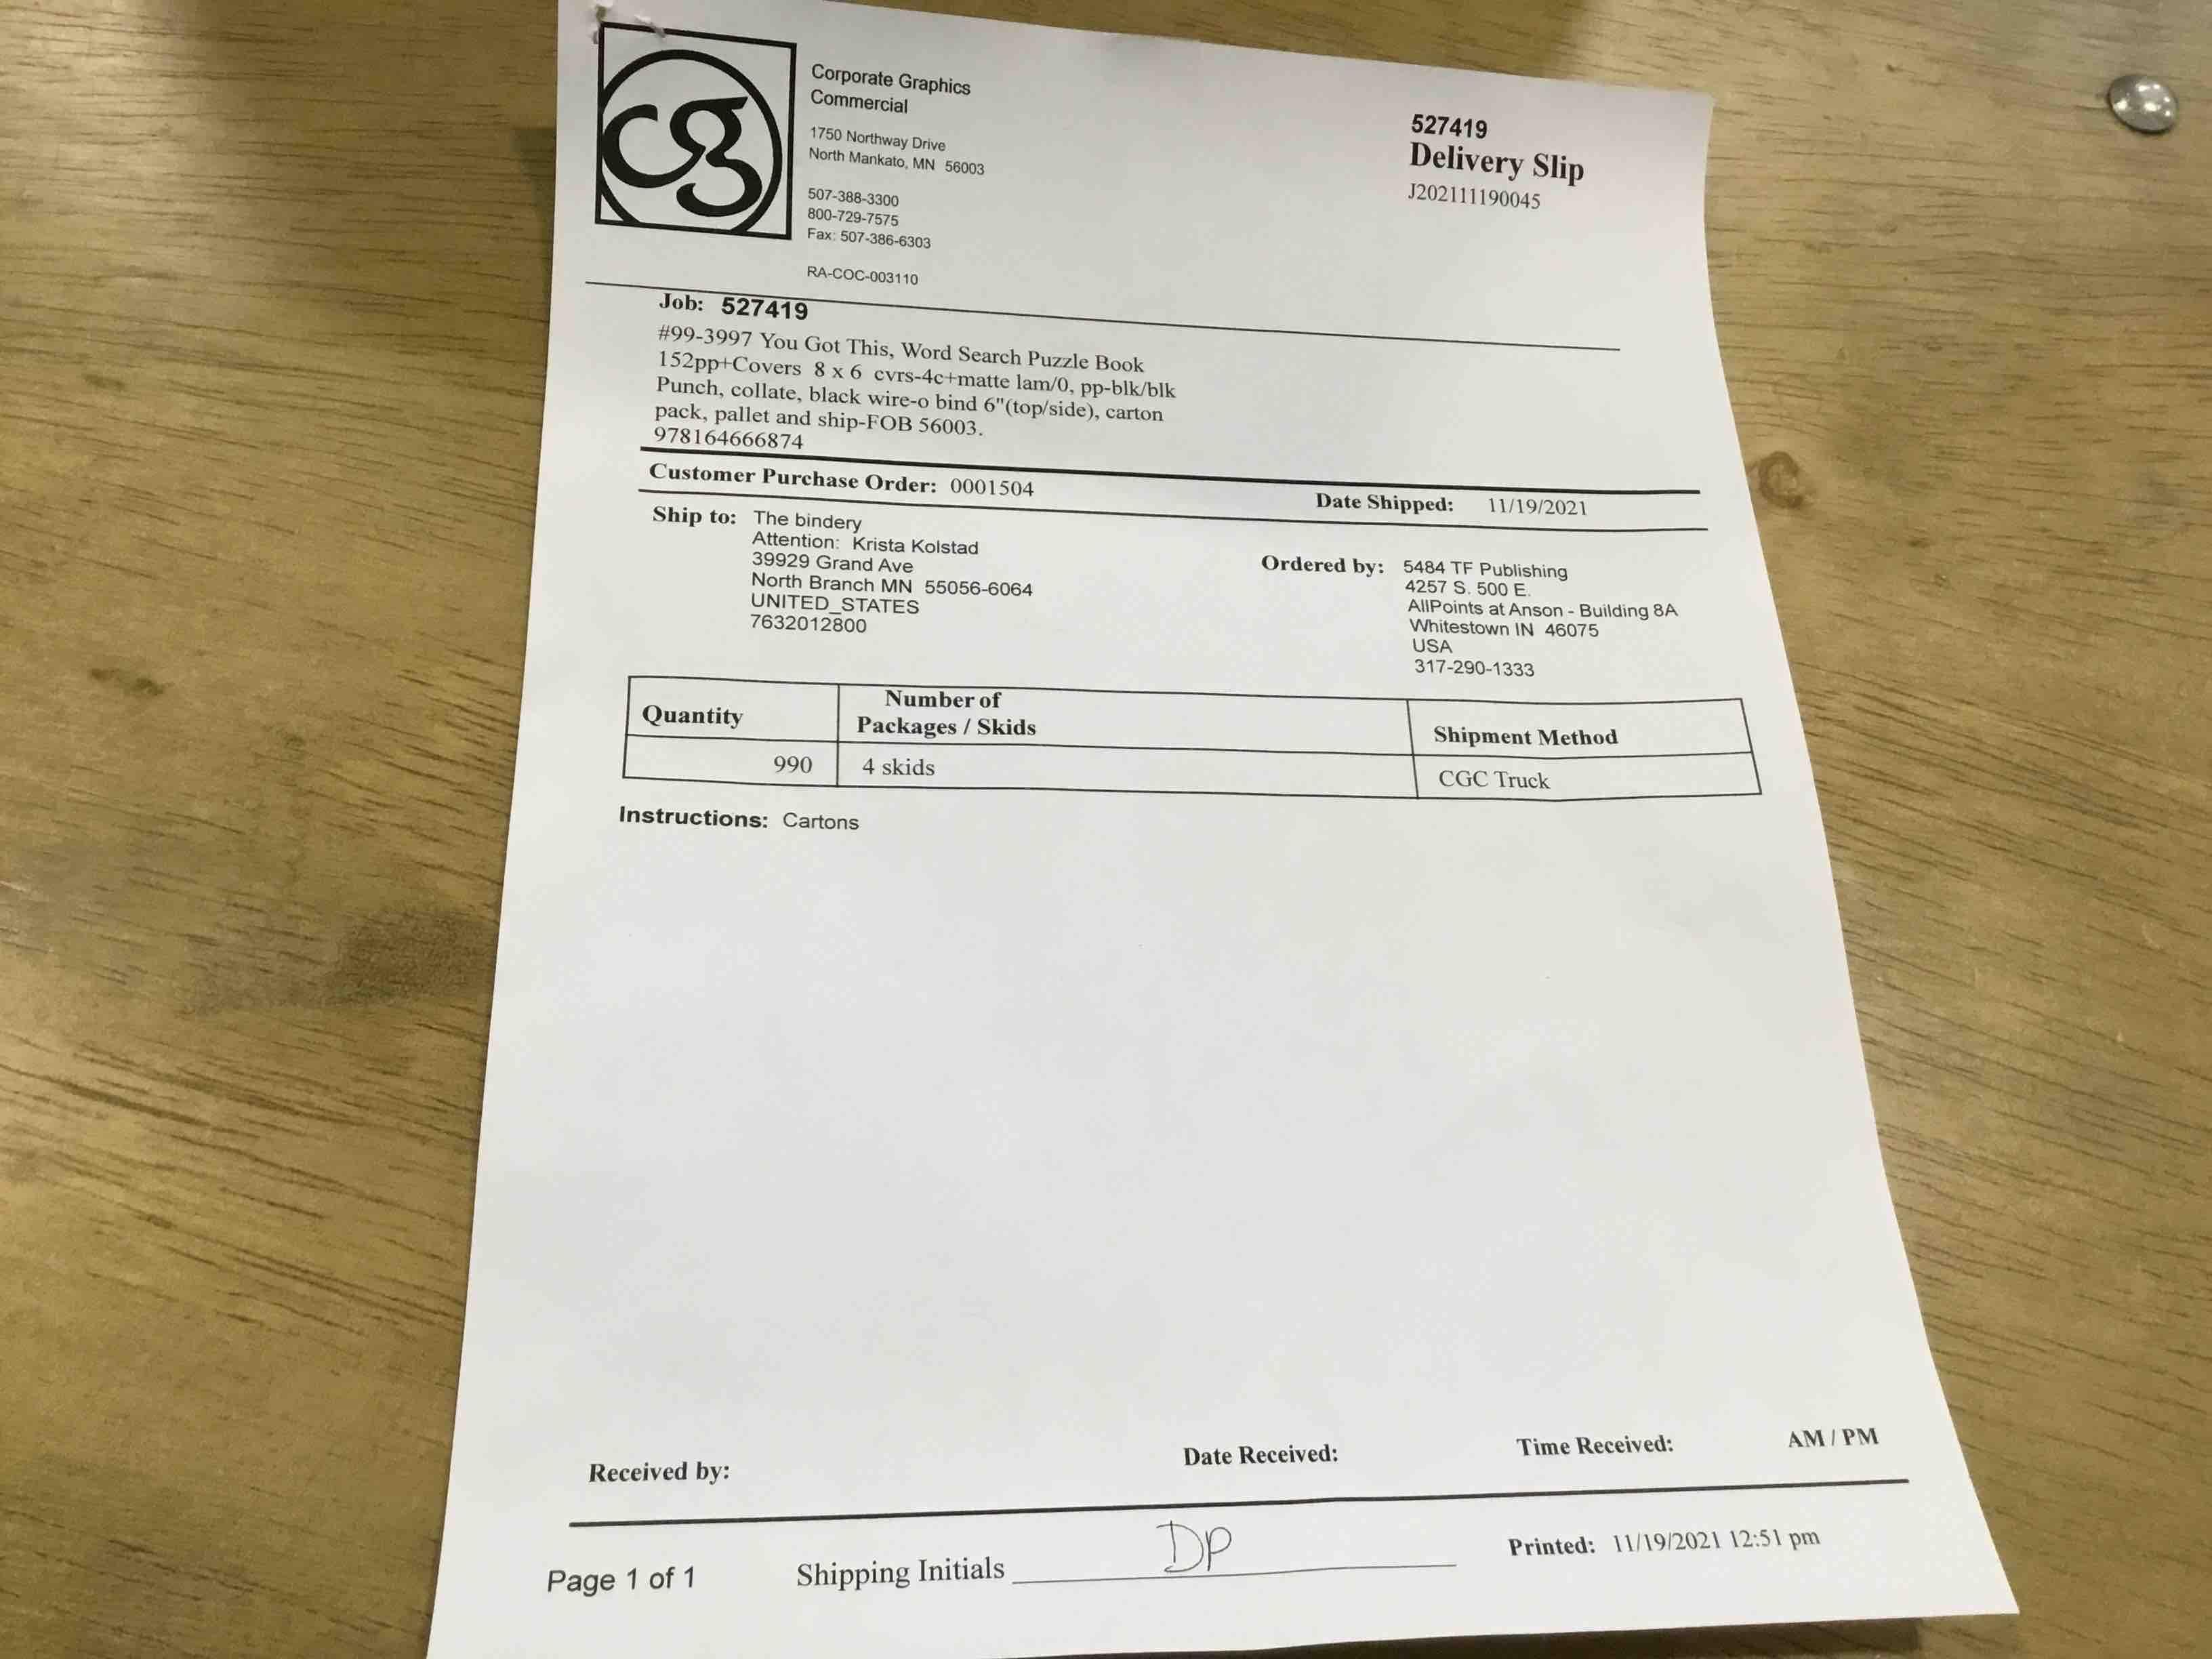 cg
Corporate Graphics
Commercial
1750 Northway Drive
North Mankato, MN 56003
507-388-3300
800-729-7575
Fax: 507-386-6303
RA-COC-003110
527419
Delivery Slip
J202111190045
Job: 527419
#99-3997 You Got This, Word Search Puzzle Book
152pp+Covers 8 x 6 cvrs-4c+matte lam/0, pp-blk/blk
Punch, collate, black wire-o bind 6"(top/side), carton
pack, pallet and ship-FOB 56003.
978164666874
Customer Purchase Order: 0001504
Date Shipped: 11/19/2021
Ship to: The bindery
Attention: Krista Kolstad
39929 Grand Ave
North Branch MN 55056-6064
UNITED_STATES
7632012800
Ordered by: 5484 TF Publishing
4257 S. 500 E.
AllPoints at Anson - Building 8A
Whitestown IN 46075
USA
317-290-1333
Quantity
Number of
Packages / Skids
Shipment Method
990
4 skids
CGC Truck
Instructions: Cartons
Received by:
Date Received:
Time Received:
AM / PM
Page 1 of 1
Shipping Initials DP
Printed: 11/19/2021 12:51 pm